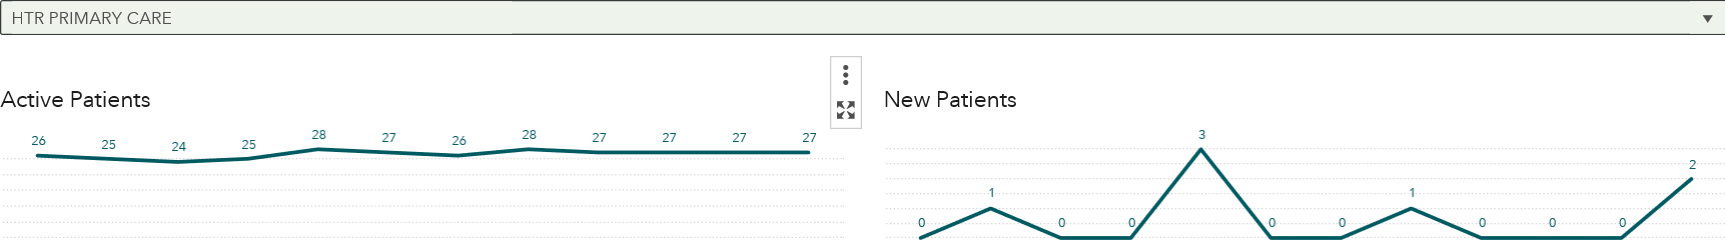 HTR PRIMARY CARE
Active Patients
26 25 24 25 28 27 26 28 27 27 27 27
New Patients
0 1 0 0 3 0 0 1 0 0 0 2